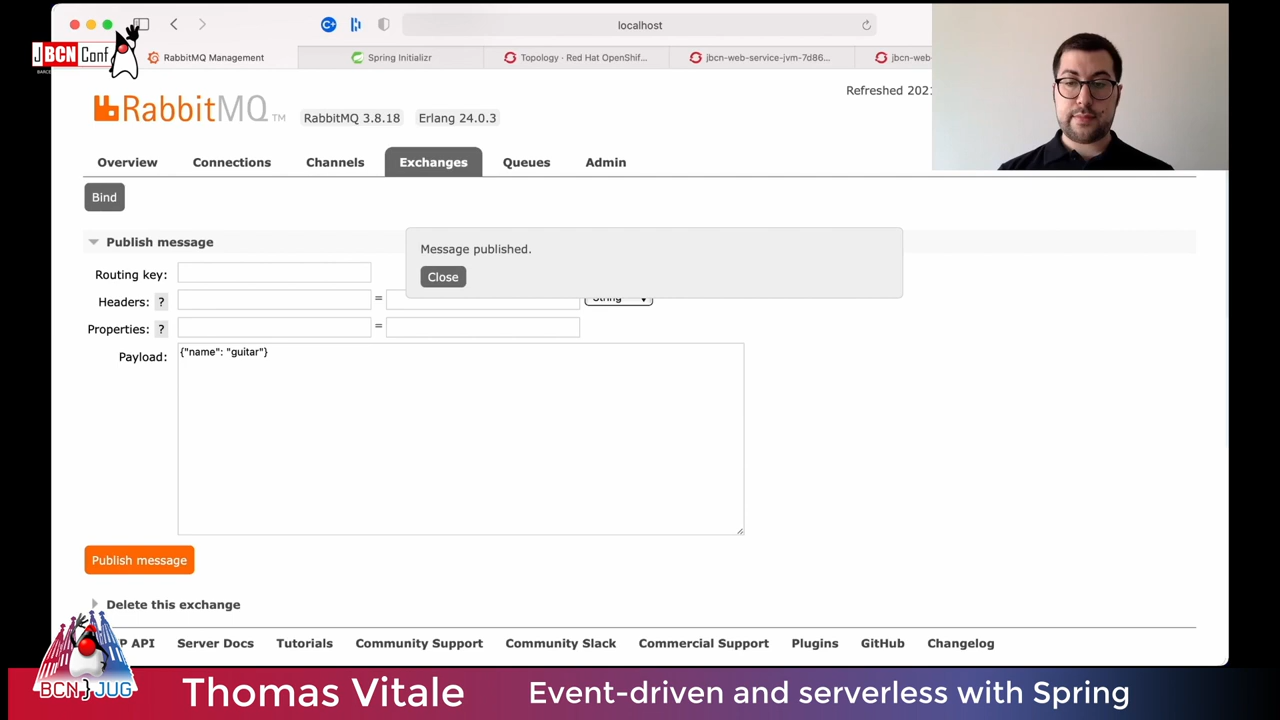 localhost
JBCN Conf
RabbitMQ Management
Spring Initializr
Topology · Red Hat OpenShif...
jbcn-web-service-jvm-7d86...
jbcn-web-
RabbitMQ TM
RabbitMQ 3.8.18
Erlang 24.0.3
Refreshed 202
Overview
Connections
Channels
Exchanges
Queues
Admin
Bind
Publish message
Message published.
Close
Routing key:
Headers: ? =
String
Properties: ? =
Payload:
{"name": "guitar"}
Publish message
Delete this exchange
P API
Server Docs
Tutorials
Community Support
Community Slack
Commercial Support
Plugins
GitHub
Changelog
BCN}JUG
Thomas Vitale
Event-driven and serverless with Spring